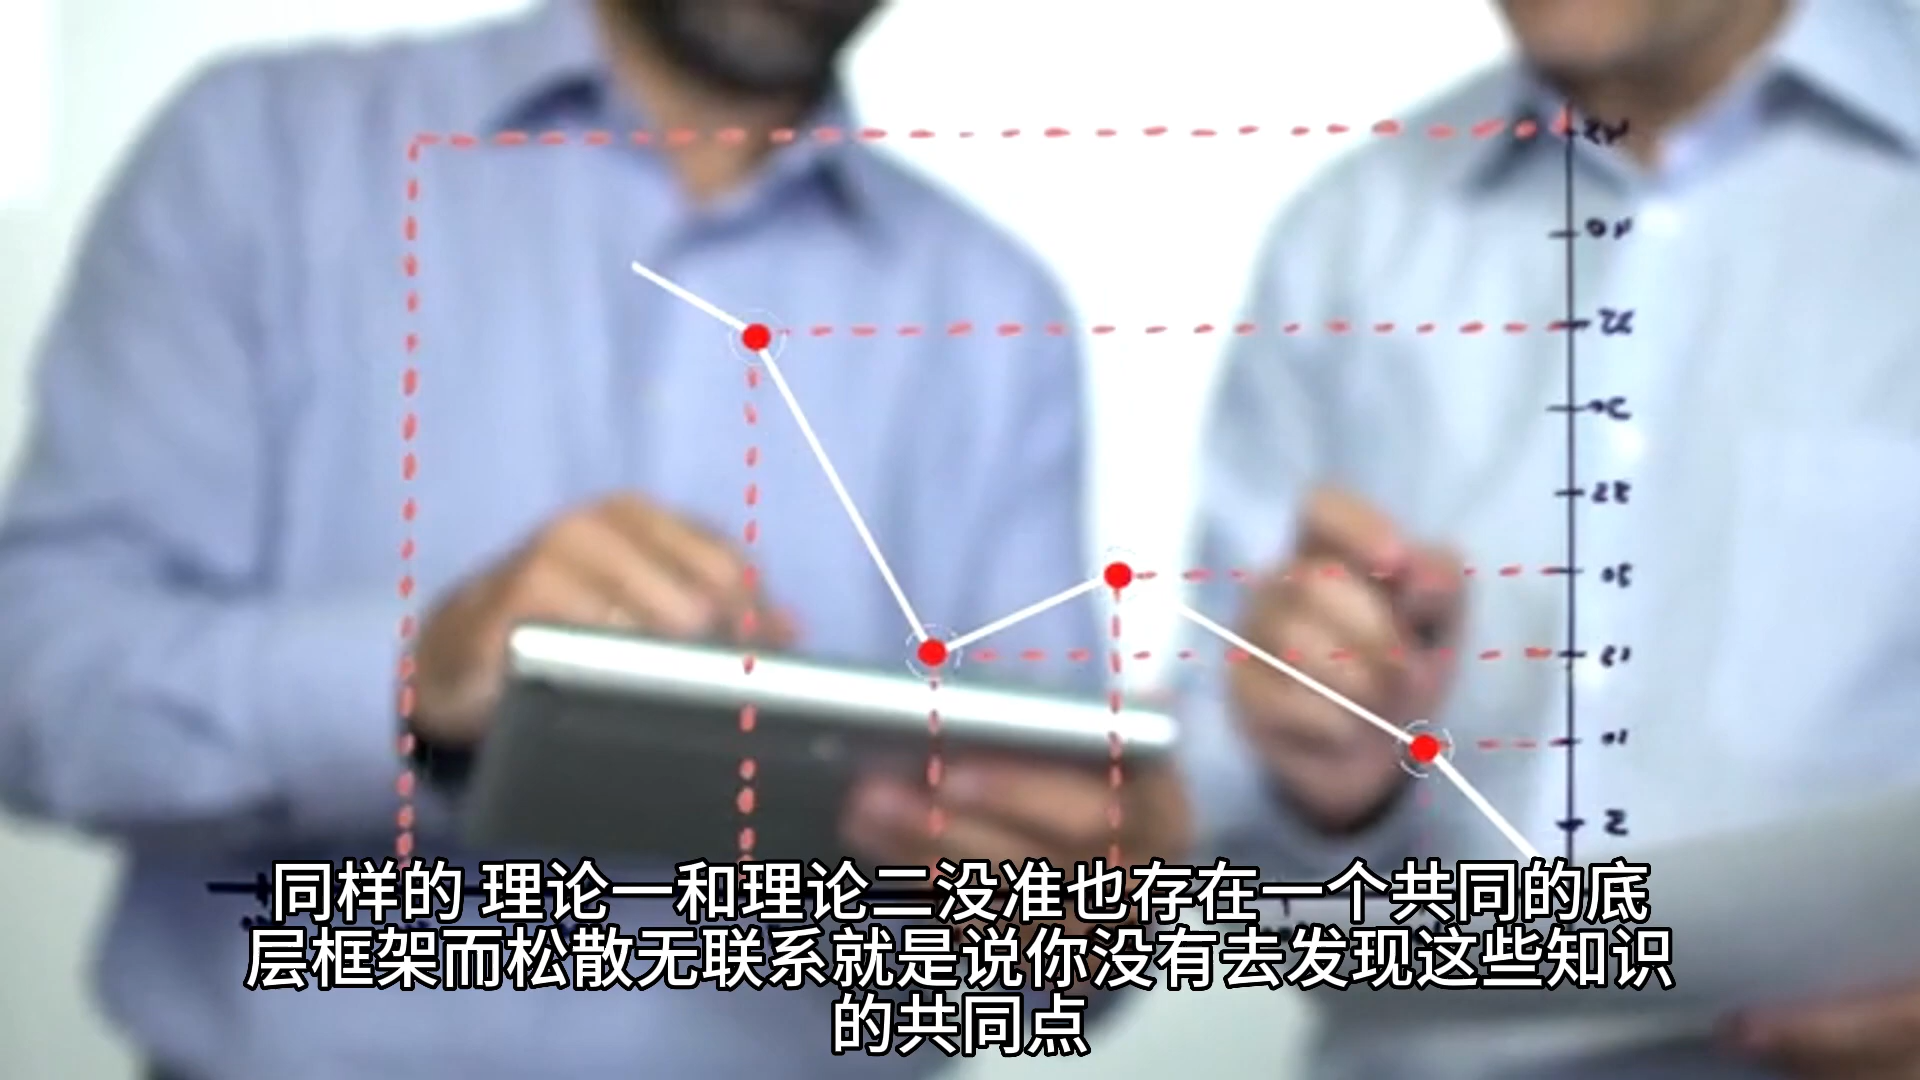 同样的 理论一和理论二没准也存在一个共同的底
层框架而松散无联系就是说你没有去发现这些知识
的共同点